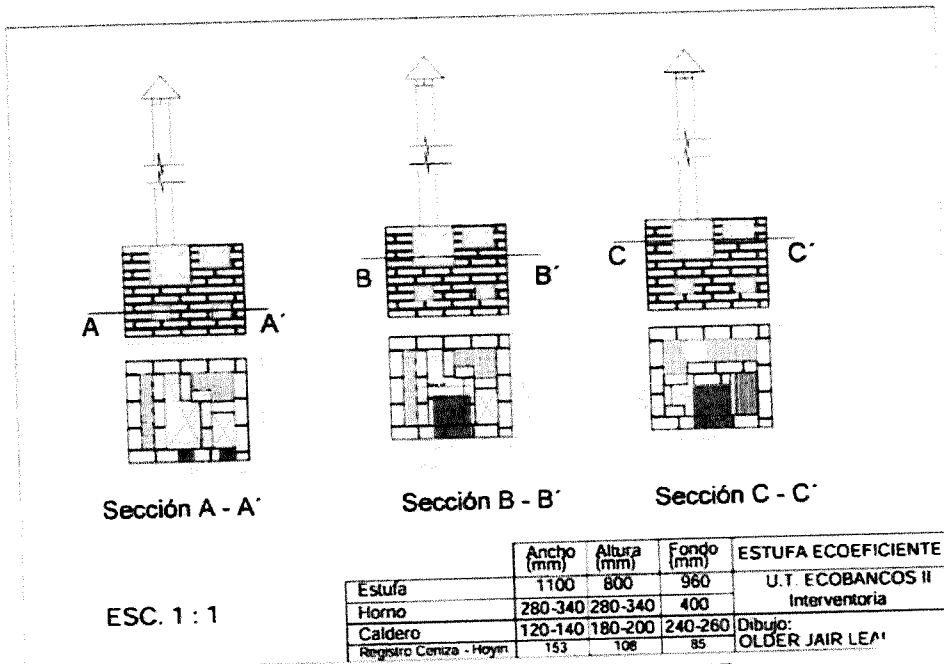 A A´
B B´
C C´
Sección A - A´
Sección B - B´
Sección C - C´
ESC. 1 : 1
Ancho (mm) Altura (mm) Fondo (mm) ESTUFA ECOEFICIENTE
Estufa 1100 800 960 U.T. ECOBANCOS II
Interventoria
Horno 280-340 280-340 400
Caldero 120-140 180-200 240-260 Dibujo:
OLDER JAIR
Registro Ceniza - Hoyin 153 108 85